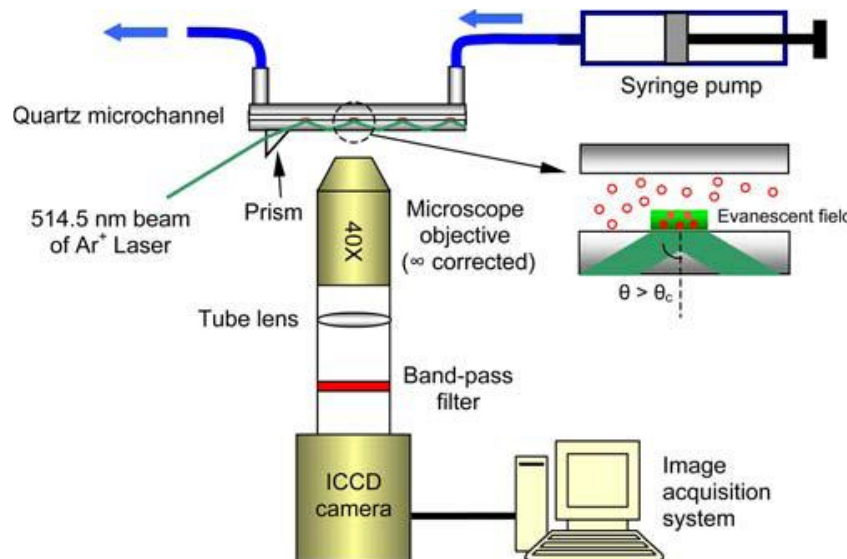 Syringe pump
Quartz microchannel
Prism
514.5 nm beam
of Ar⁺ Laser
40X
Microscope
objective
(∞ corrected)
Evanescent field
θ > θc
Tube lens
Band-pass
filter
ICCD
camera
Image
acquisition
system